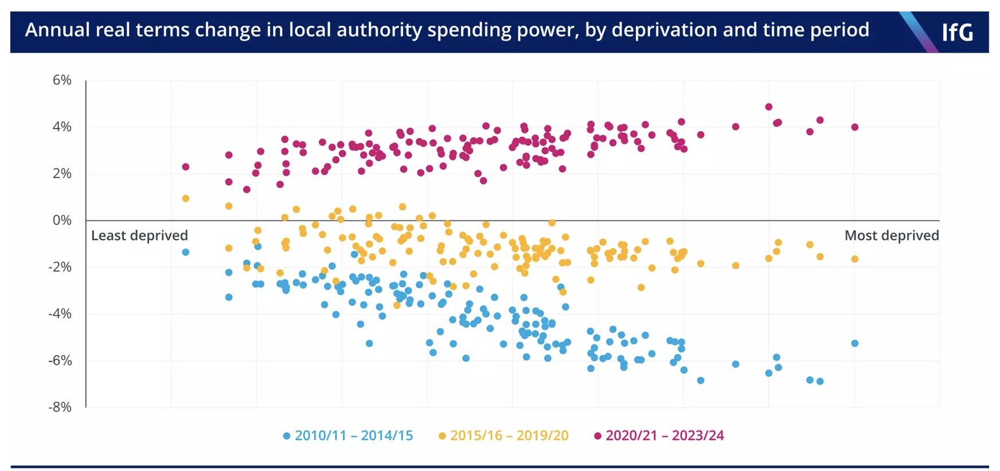 Annual real terms change in local authority spending power, by deprivation and time period
IfG
6%
4%
2%
0%
Least deprived
Most deprived
-2%
-4%
-6%
-8%
2010/11 – 2014/15
2015/16 – 2019/20
2020/21 – 2023/24